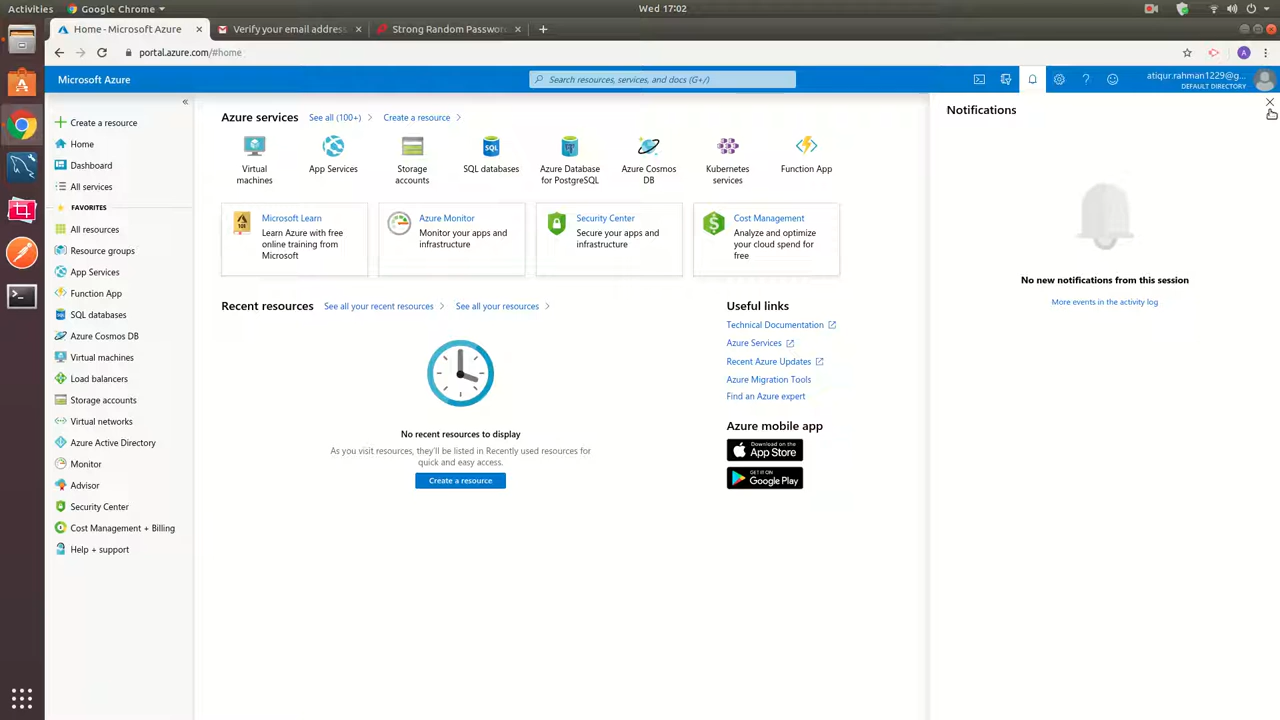 Activities
Google Chrome
Wed 17:02
Home - Microsoft Azure
Verify your email address
Strong Random Passwor
portal.azure.com/#home
A
Microsoft Azure
Search resources, services, and docs (G+/)
atiqur.rahman1229@g...
DEFAULT DIRECTORY
Create a resource
Home
Dashboard
All services
FAVORITES
All resources
Resource groups
App Services
Function App
SQL databases
Azure Cosmos DB
Virtual machines
Load balancers
Storage accounts
Virtual networks
Azure Active Directory
Monitor
Advisor
Security Center
Cost Management + Billing
Help + support
Azure services
See all (100+)
Create a resource
Virtual
machines
App Services
Storage
accounts
SQL databases
Azure Database
for PostgreSQL
Azure Cosmos
DB
Kubernetes
services
Function App
Microsoft Learn
Learn Azure with free
online training from
Microsoft
Azure Monitor
Monitor your apps and
infrastructure
Security Center
Secure your apps and
infrastructure
Cost Management
Analyze and optimize
your cloud spend for
free
Recent resources
See all your recent resources
See all your resources
No recent resources to display
As you visit resources, they'll be listed in Recently used resources for
quick and easy access.
Create a resource
Useful links
Technical Documentation
Azure Services
Recent Azure Updates
Azure Migration Tools
Find an Azure expert
Azure mobile app
Download on the
App Store
GET IT ON
Google Play
Notifications
No new notifications from this session
More events in the activity log